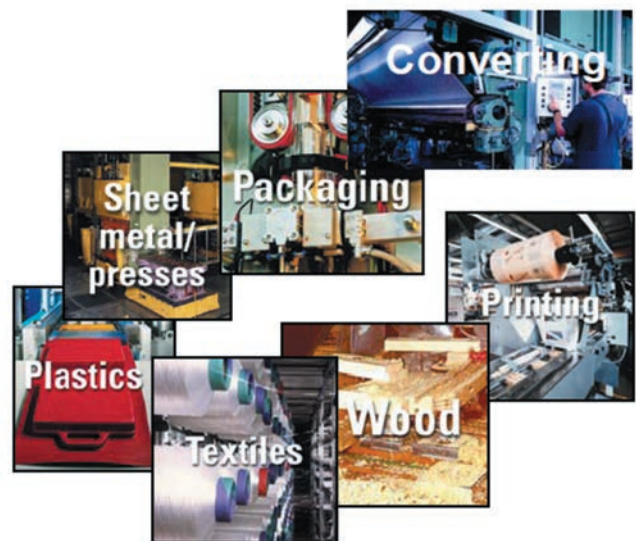 Converting
Packaging
Sheet
metal/
presses
Printing
Plastics
Wood
Textiles